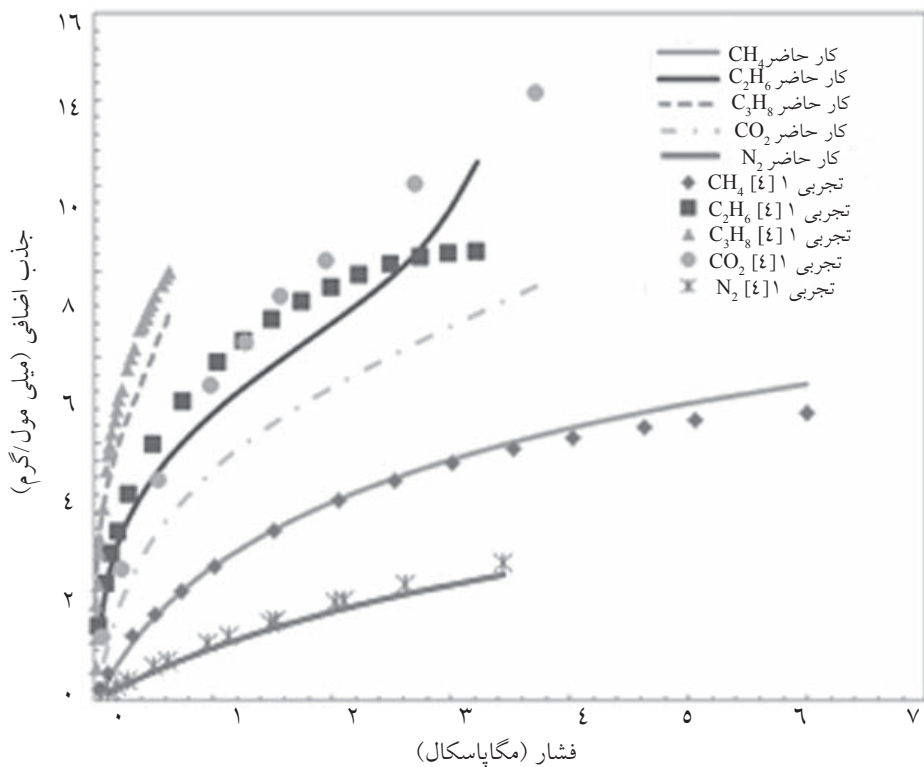 ۱۶
۱۴
۱۰
۸
۶
۴
۲
۰
جذب اضافی (میلی مول/گرم)
CH₄ کار حاضر
C₂H₆ کار حاضر
C₃H₈ کار حاضر
CO₂ کار حاضر
N₂ کار حاضر
CH₄ [٤] تجربی ۱
C₂H₆ [٤] تجربی ۱
C₃H₈ [٤] تجربی ۱
CO₂ [٤] تجربی ۱
N₂ [٤] تجربی ۱
۰ ۱ ۲ ۳ ۴ ۵ ۶ ۷
فشار (مگاپاسکال)